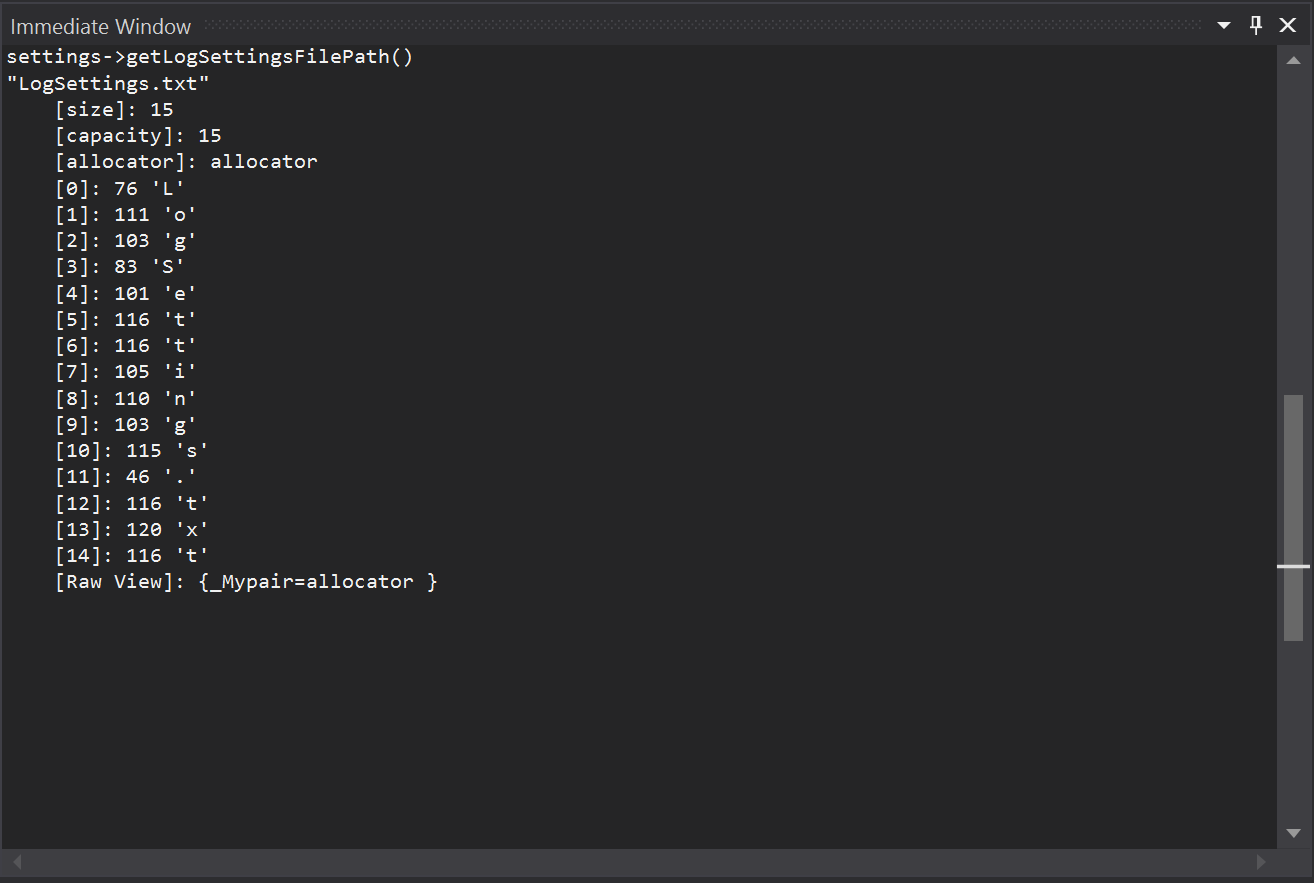 Immediate Window
settings->getLogSettingsFilePath()
"LogSettings.txt"
[size]: 15
[capacity]: 15
[allocator]: allocator
[0]: 76 'L'
[1]: 111 'o'
[2]: 103 'g'
[3]: 83 'S'
[4]: 101 'e'
[5]: 116 't'
[6]: 116 't'
[7]: 105 'i'
[8]: 110 'n'
[9]: 103 'g'
[10]: 115 's'
[11]: 46 '.'
[12]: 116 't'
[13]: 120 'x'
[14]: 116 't'
[Raw View]: {_Mypair=allocator }